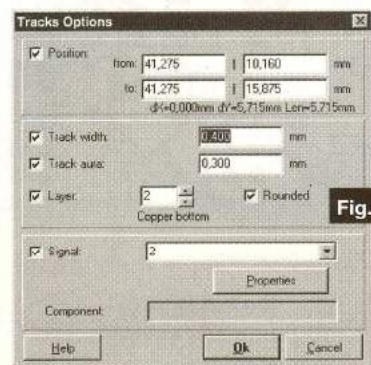 Tracks Options
Position:
from: 41,275 | 10,160 mm
to: 41,275 | 15,875 mm
dX=0,000mm dY=5,715mm Len=5,715mm
Track width: 0,400 mm
Track aura: 0,300 mm
Layer: 2 Rounded
Copper bottom
Fig.
Signal: 2
Properties
Component:
Help Ok Cancel